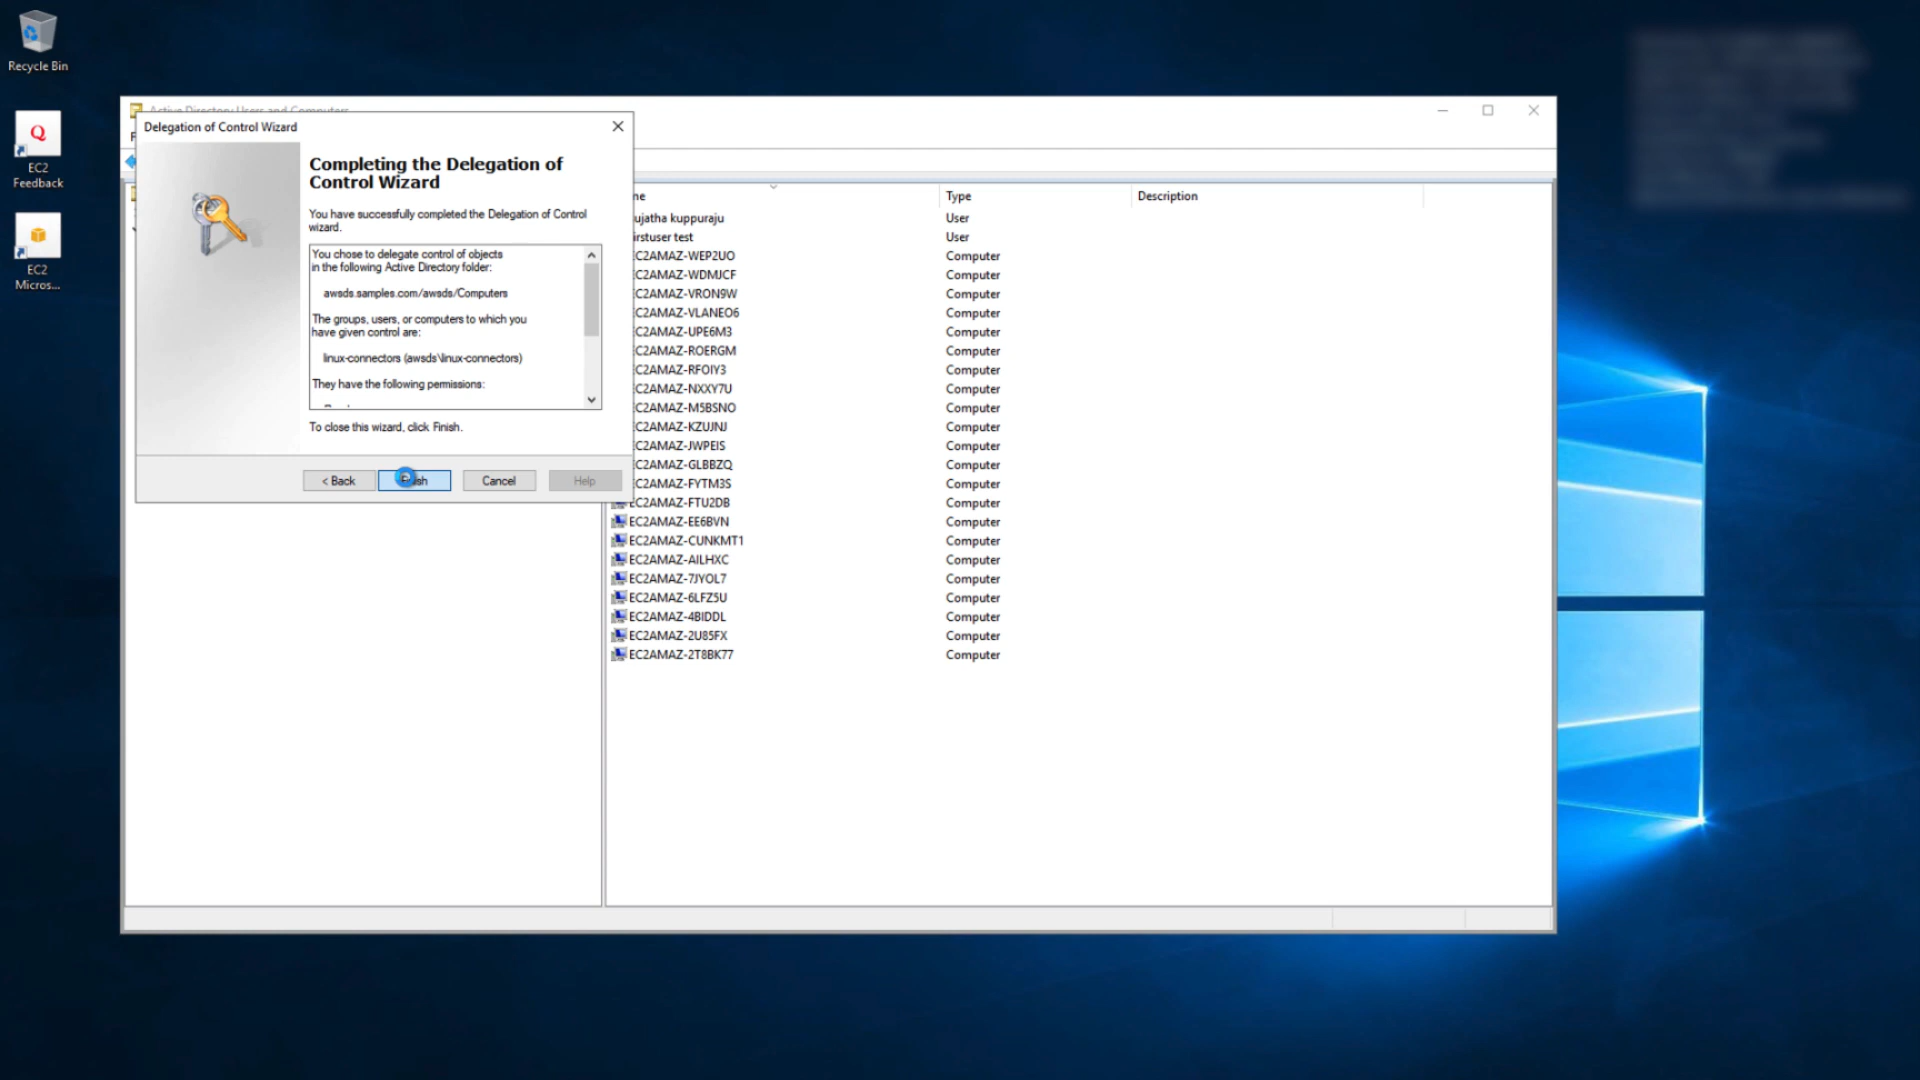 Recycle Bin
EC2
Feedback
EC2
Micros...
Active Directory Users and Computers
Delegation of Control Wizard
Completing the Delegation of
Control Wizard
You have successfully completed the Delegation of Control
wizard.
You chose to delegate control of objects
in the following Active Directory folder:
awsds.samples.com/awsds/Computers
The groups, users, or computers to which you
have given control are:
linux-connectors (awsds\linux-connectors)
They have the following permissions:
To close this wizard, click Finish.
< Back
Cancel
Help
me Type Description
ujatha kuppuraju User
irstuser test User
EC2AMAZ-WEP2UO Computer
EC2AMAZ-WDMJCF Computer
EC2AMAZ-VRON9W Computer
EC2AMAZ-VLANEO6 Computer
EC2AMAZ-UPE6M3 Computer
EC2AMAZ-ROERGM Computer
EC2AMAZ-RFOIY3 Computer
EC2AMAZ-NXXY7U Computer
EC2AMAZ-M5BSNO Computer
EC2AMAZ-KZUJNJ Computer
EC2AMAZ-JWPEIS Computer
EC2AMAZ-GLBBZQ Computer
EC2AMAZ-FYTM3S Computer
EC2AMAZ-FTU2DB Computer
EC2AMAZ-EE6BVN Computer
EC2AMAZ-CUNKMT1 Computer
EC2AMAZ-AILHXC Computer
EC2AMAZ-7JYOL7 Computer
EC2AMAZ-6LFZ5U Computer
EC2AMAZ-4BIDDL Computer
EC2AMAZ-2U85FX Computer
EC2AMAZ-2T8BK77 Computer